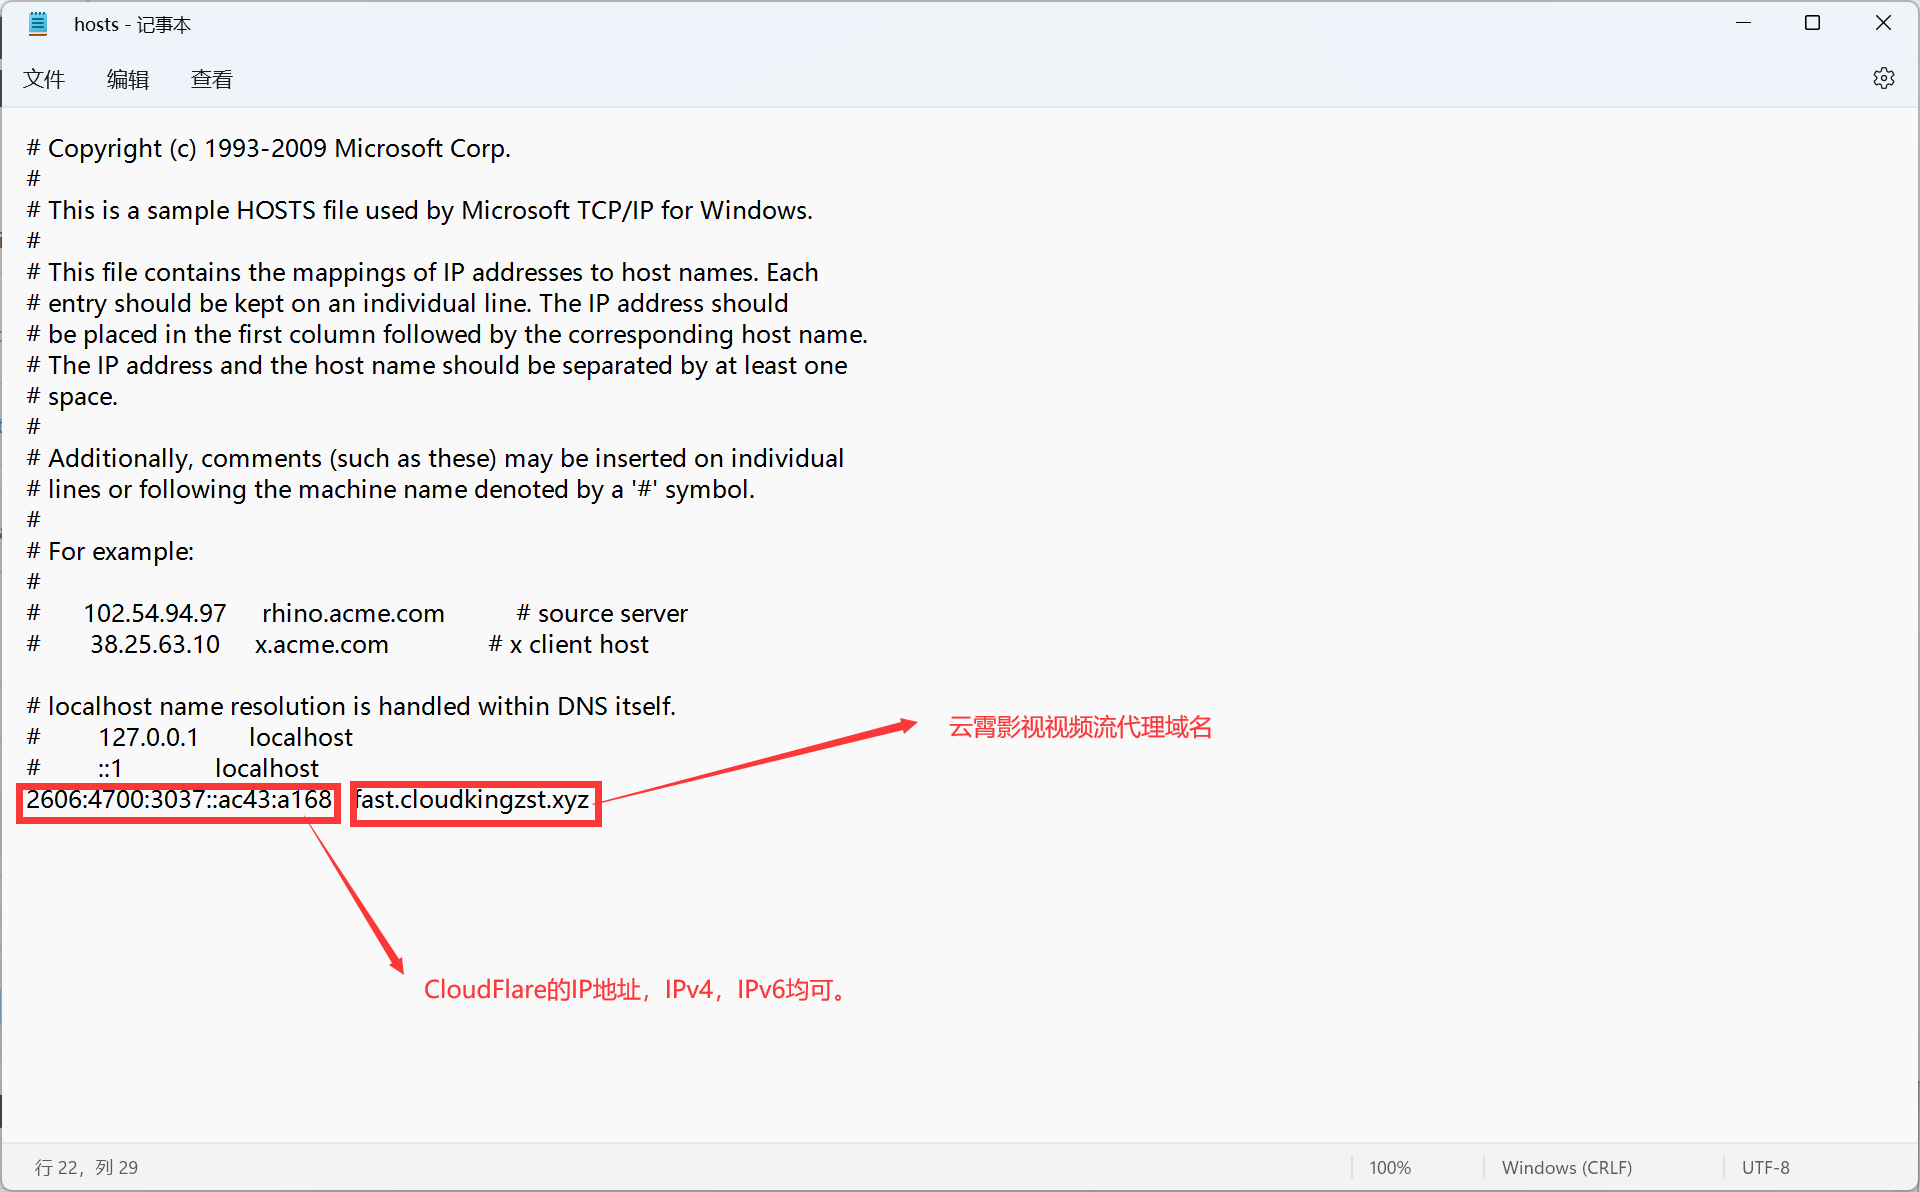 hosts - 记事本
文件 编辑 查看
# Copyright (c) 1993-2009 Microsoft Corp.
#
# This is a sample HOSTS file used by Microsoft TCP/IP for Windows.
#
# This file contains the mappings of IP addresses to host names. Each
# entry should be kept on an individual line. The IP address should
# be placed in the first column followed by the corresponding host name.
# The IP address and the host name should be separated by at least one
# space.
#
# Additionally, comments (such as these) may be inserted on individual
# lines or following the machine name denoted by a '#' symbol.
#
# For example:
#
# 102.54.94.97 rhino.acme.com # source server
# 38.25.63.10 x.acme.com # x client host
# localhost name resolution is handled within DNS itself.
# 127.0.0.1 localhost
# ::1 localhost
2606:4700:3037::ac43:a168 fast.cloudkingzst.xyz
云霄影视视频流代理域名
CloudFlare的IP地址，IPv4，IPv6均可。
行 22，列 29 100% Windows (CRLF) UTF-8